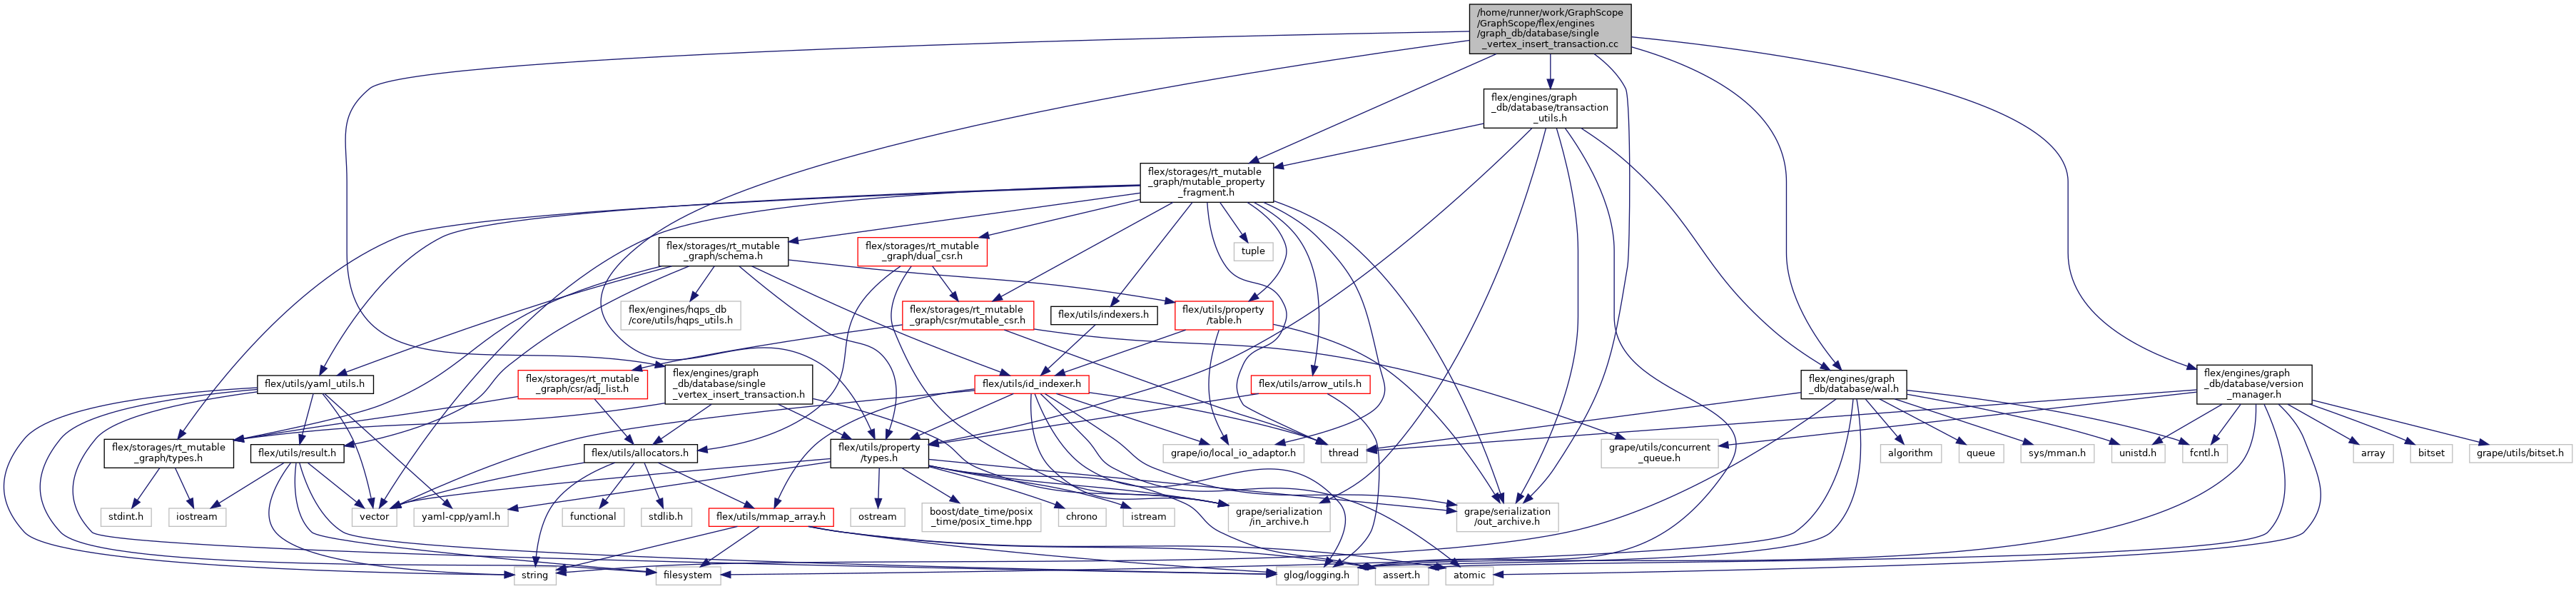 /home/runner/work/GraphScope
/GraphScope/flex/engines
/graph_db/database/single
_vertex_insert_transaction.cc
flex/engines/graph
_db/database/transaction
_utils.h
flex/storages/rt_mutable
_graph/mutable_property
_fragment.h
flex/storages/rt_mutable
_graph/schema.h
flex/storages/rt_mutable
_graph/dual_csr.h
tuple
flex/engines/hqps_db
/core/utils/hqps_utils.h
flex/storages/rt_mutable
_graph/csr/mutable_csr.h
flex/utils/indexers.h
flex/utils/property
/table.h
flex/utils/yaml_utils.h
flex/storages/rt_mutable
_graph/csr/adj_list.h
flex/engines/graph
_db/database/single
_vertex_insert_transaction.h
flex/utils/id_indexer.h
flex/utils/arrow_utils.h
flex/engines/graph
_db/database/wal.h
flex/engines/graph
_db/database/version
_manager.h
flex/storages/rt_mutable
_graph/types.h
flex/utils/result.h
flex/utils/allocators.h
flex/utils/property
/types.h
grape/io/local_io_adaptor.h
thread
grape/utils/concurrent
_queue.h
algorithm
queue
sys/mman.h
unistd.h
fcntl.h
array
bitset
grape/utils/bitset.h
stdint.h
iostream
vector
yaml-cpp/yaml.h
functional
stdlib.h
flex/utils/mmap_array.h
ostream
boost/date_time/posix
_time/posix_time.hpp
chrono
istream
grape/serialization
/in_archive.h
grape/serialization
/out_archive.h
string
filesystem
glog/logging.h
assert.h
atomic